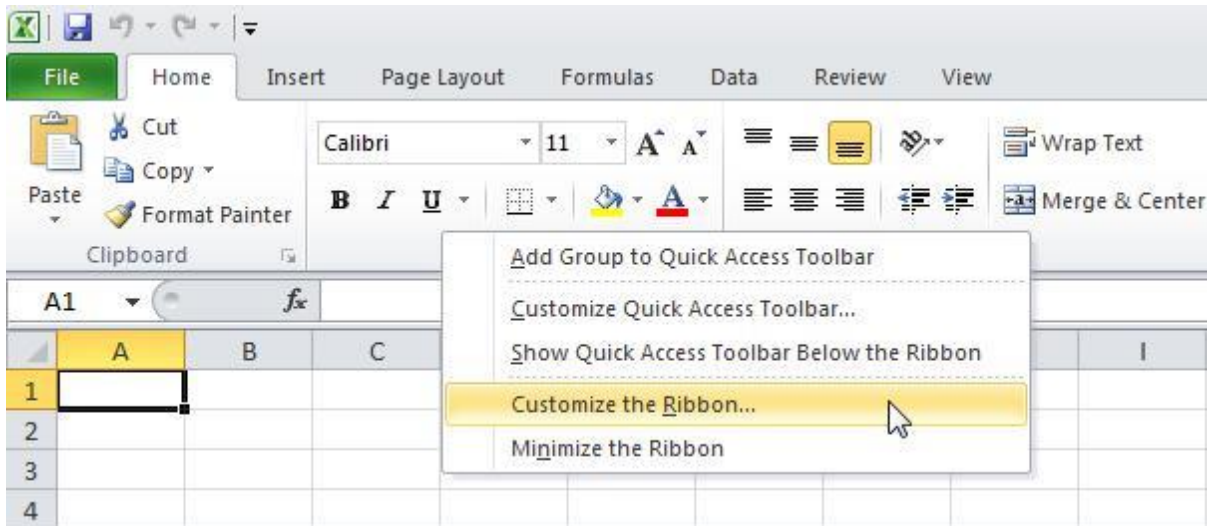 File Home Insert Page Layout Formulas Data Review View
Cut
Copy
Format Painter
Paste
Clipboard
Calibri 11 A A
Wrap Text
B I U A
Merge & Center
Add Group to Quick Access Toolbar
Customize Quick Access Toolbar...
Show Quick Access Toolbar Below the Ribbon
Customize the Ribbon...
Minimize the Ribbon
A1 fx
A B C I
1
2
3
4